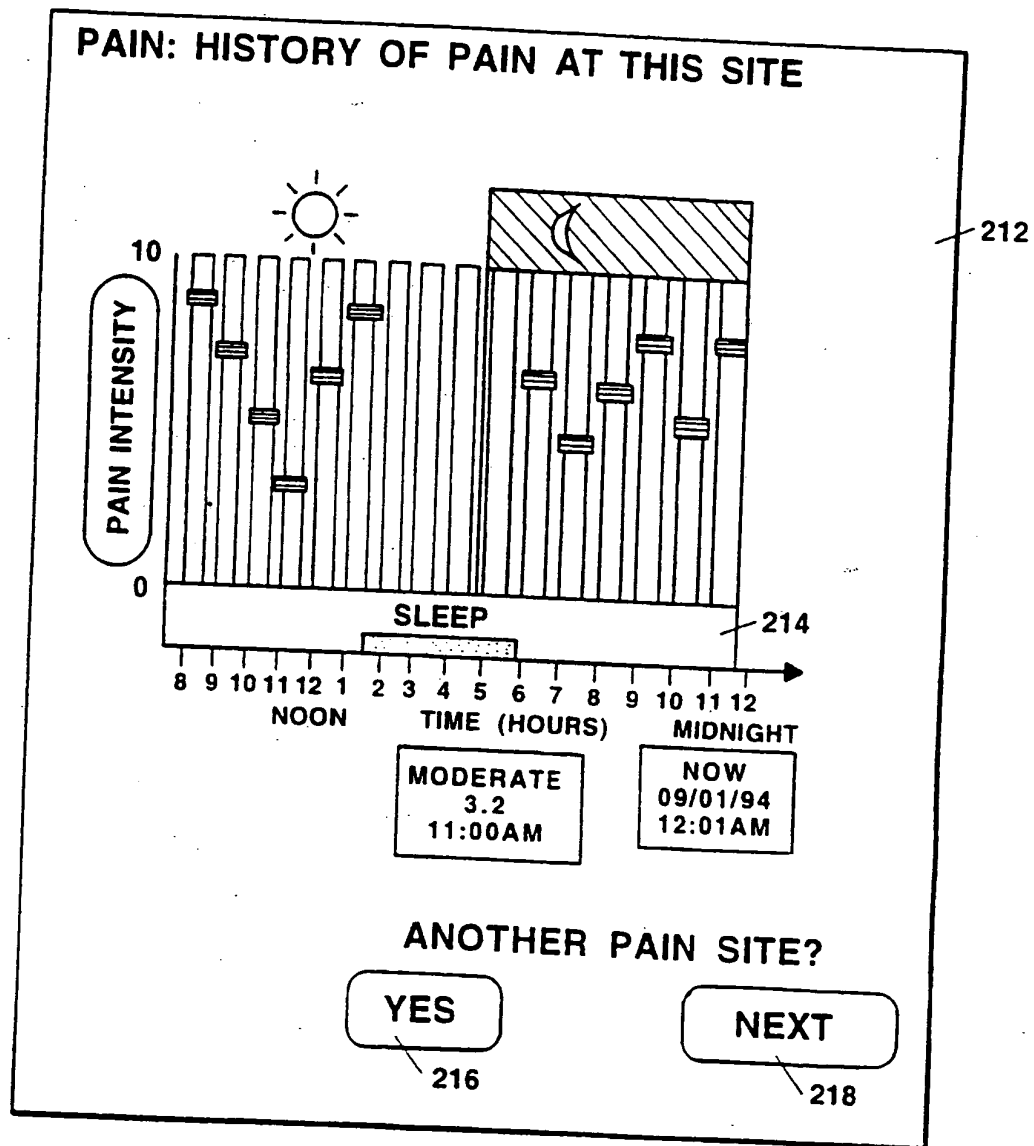 PAIN: HISTORY OF PAIN AT THIS SITE
212
10
PAIN INTENSITY
0
SLEEP
214
8 9 10 11 12 1 2 3 4 5 6 7 8 9 10 11 12
NOON TIME (HOURS) MIDNIGHT
MODERATE
3.2
11:00AM
NOW
09/01/94
12:01AM
ANOTHER PAIN SITE?
YES NEXT
216 218